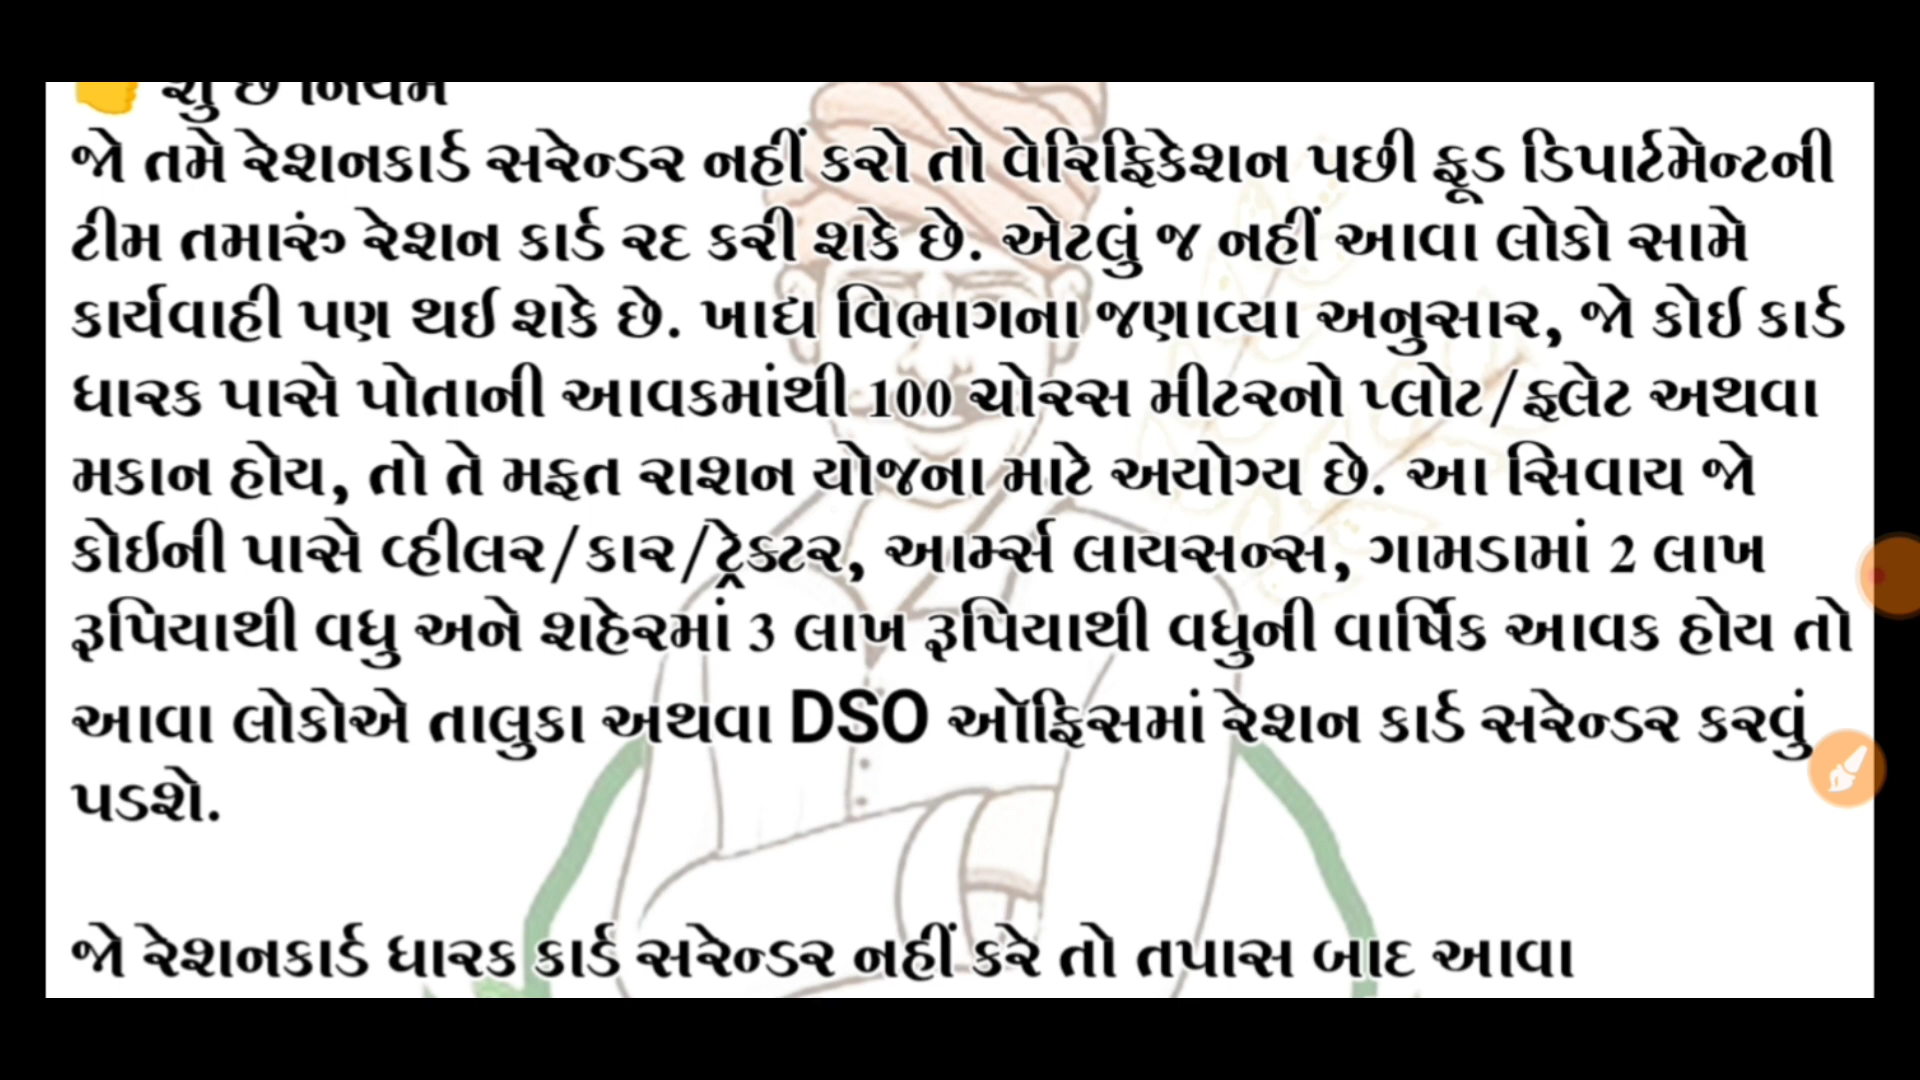 શું છે નિયમ
જો તમે રેશનકાર્ડ સરેન્ડર નહીં કરો તો વેરિફિકેશન પછી ફૂડ ડિપાર્ટમેન્ટની
ટીમ તમારું રેશન કાર્ડ રદ કરી શકે છે. એટલું જ નહીં આવા લોકો સામે
કાર્યવાહી પણ થઈ શકે છે. ખાદ્ય વિભાગના જણાવ્યા અનુસાર, જો કોઈ કાર્ડ
ધારક પાસે પોતાની આવકમાંથી 100 ચોરસ મીટરનો પ્લોટ/ફ્લેટ અથવા
મકાન હોય, તો તે મફત રાશન યોજના માટે અયોગ્ય છે. આ સિવાય જો
કોઈની પાસે વ્હીલર/કાર/ટ્રેક્ટર, આર્મ્સ લાયસન્સ, ગામડામાં 2 લાખ
રૂપિયાથી વધુ અને શહેરમાં 3 લાખ રૂપિયાથી વધુની વાર્ષિક આવક હોય તો
આવા લોકોએ તાલુકા અથવા DSO ઑફિસમાં રેશન કાર્ડ સરેન્ડર કરવું
પડશે.
જો રેશનકાર્ડ ધારક કાર્ડ સરેન્ડર નહીં કરે તો તપાસ બાદ આવા